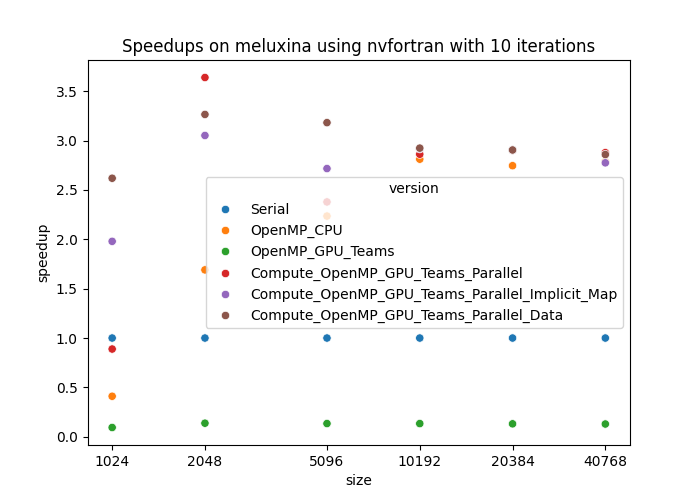 Speedups on meluxina using nvfortran with 10 iterations
speedup
3.5
3.0
2.5
2.0
1.5
1.0
0.5
0.0
version
Serial
OpenMP_CPU
OpenMP_GPU_Teams
Compute_OpenMP_GPU_Teams_Parallel
Compute_OpenMP_GPU_Teams_Parallel_Implicit_Map
Compute_OpenMP_GPU_Teams_Parallel_Data
1024 2048 5096 10192 20384 40768
size